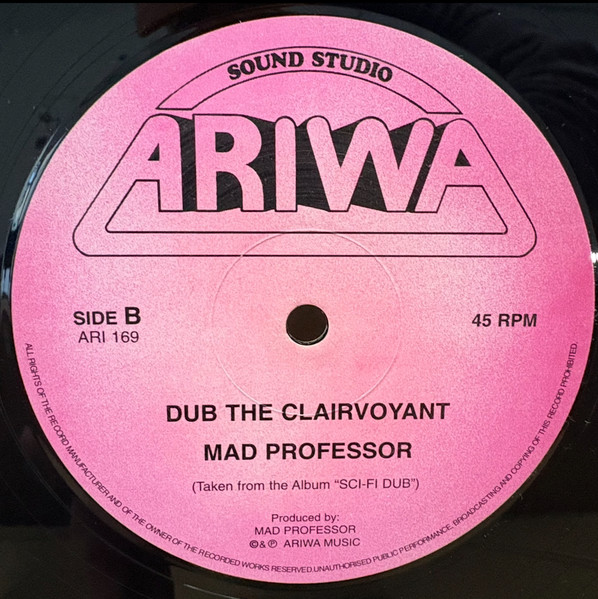 SOUND STUDIO
ARIWA
SIDE B
ARI 169
45 RPM
DUB THE CLAIRVOYANT
MAD PROFESSOR
(Taken from the Album “SCI-FI DUB”)
Produced by:
MAD PROFESSOR
©& ℗ ARIWA MUSIC
ALL RIGHTS OF THE RECORD MANUFACTURER AND OF THE OWNER OF THE RECORDED WORKS RESERVED.UNAUTHORISED PUBLIC PERFORMANCE, BROADCASTING AND COPYING OF THIS RECORD PROHIBITED